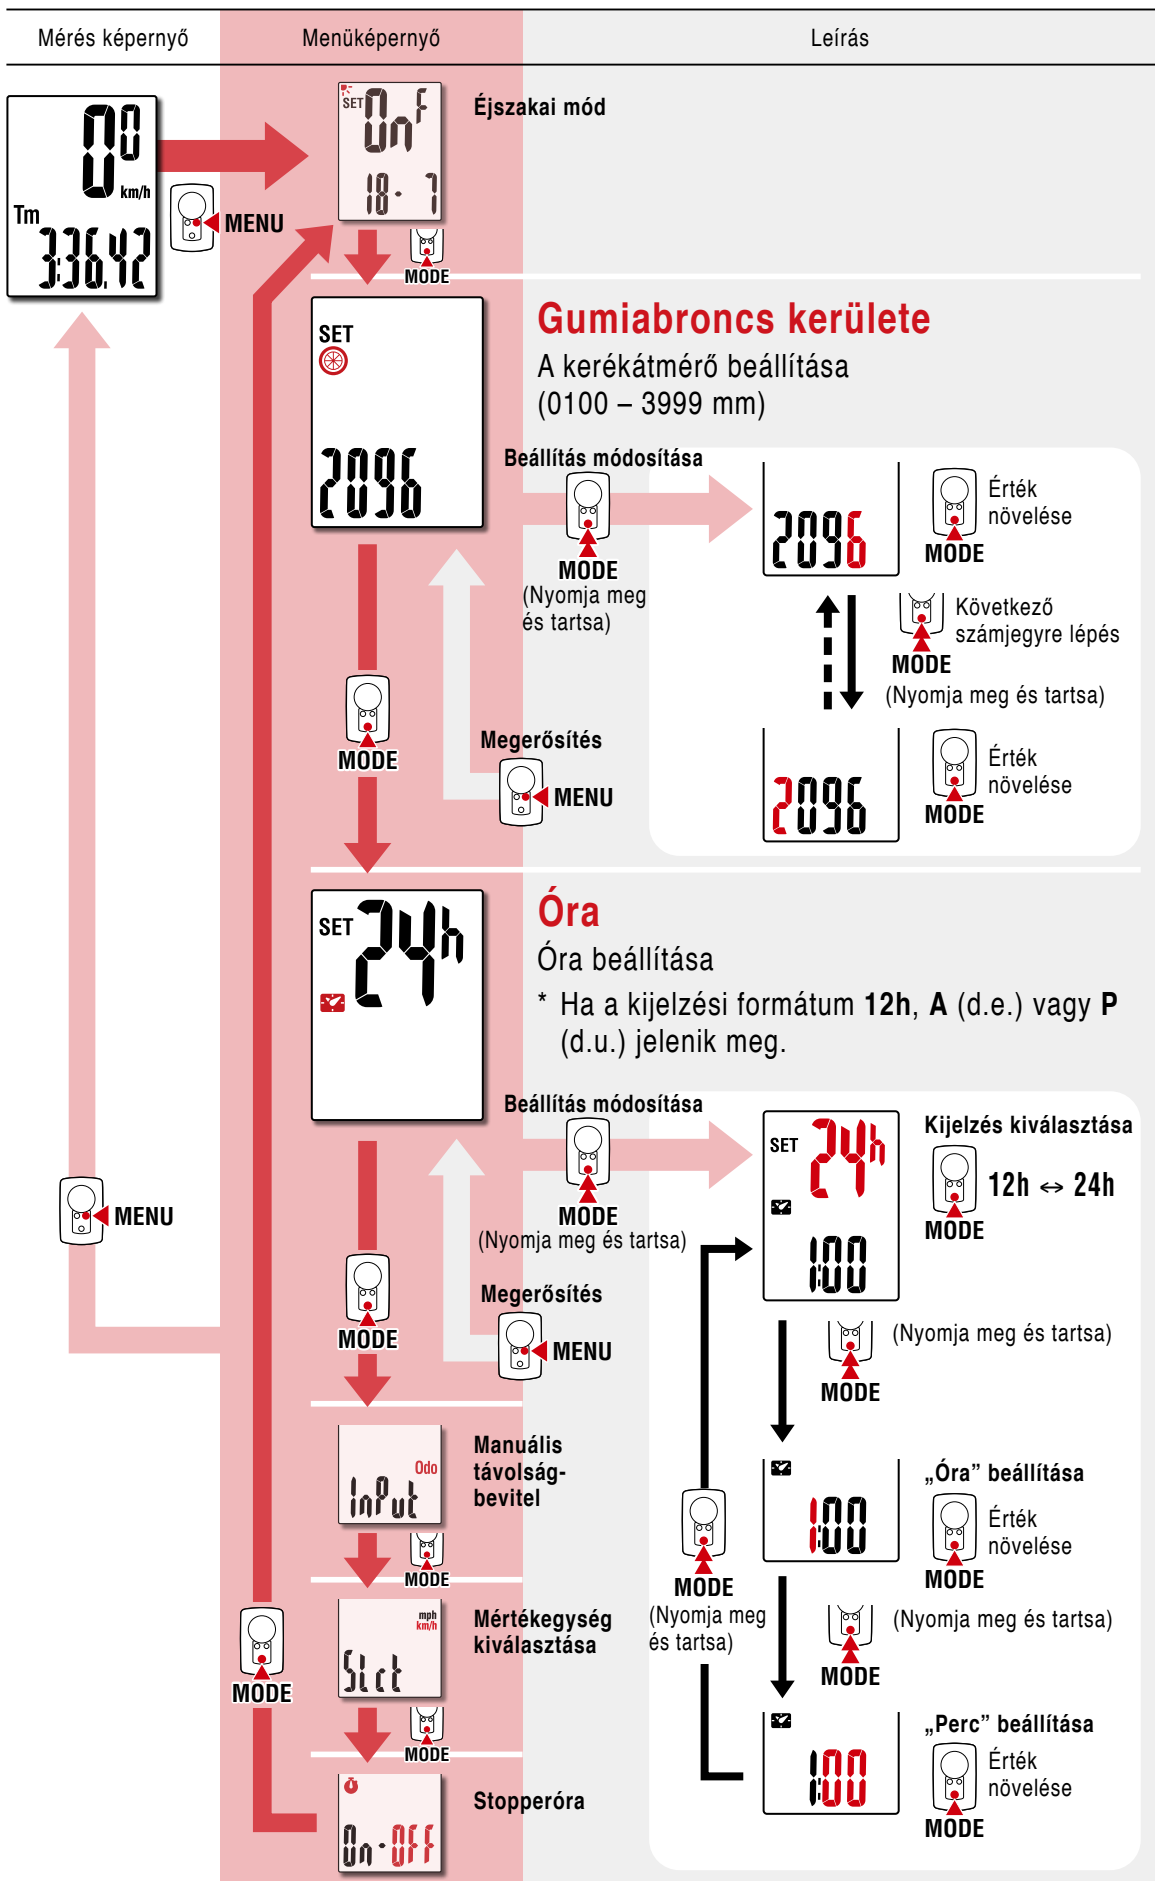 Mérés képernyő
Menüképernyő
Leírás
SET
On F
18· 7
Éjszakai mód
0 0
km/h
Tm
3:36.42
MENU
MODE
SET
2096
Gumiabroncs kerülete
A kerékátmérő beállítása
(0100 – 3999 mm)
Beállítás módosítása
MODE
(Nyomja meg
és tartsa)
2096
MODE
Érték
növelése
MODE
Következő
számjegyre lépés
(Nyomja meg és tartsa)
2096
MODE
Érték
növelése
MODE
Megerősítés
MENU
SET
24h
Óra
Óra beállítása
* Ha a kijelzési formátum 12h, A (d.e.) vagy P
(d.u.) jelenik meg.
Beállítás módosítása
MODE
(Nyomja meg és tartsa)
SET
24h
1:00
Kijelzés kiválasztása
12h ↔ 24h
MODE
MENU
MODE
Megerősítés
MENU
(Nyomja meg és tartsa)
MODE
Odo
InPut
Manuális
távolság-
bevitel
MODE
1:00
„Óra” beállítása
Érték
növelése
MODE
MODE
(Nyomja meg
és tartsa)
(Nyomja meg és tartsa)
MODE
mph
km/h
Slct
Mértékegység
kiválasztása
MODE
MODE
On·OFF
Stopperóra
1:00
„Perc” beállítása
Érték
növelése
MODE